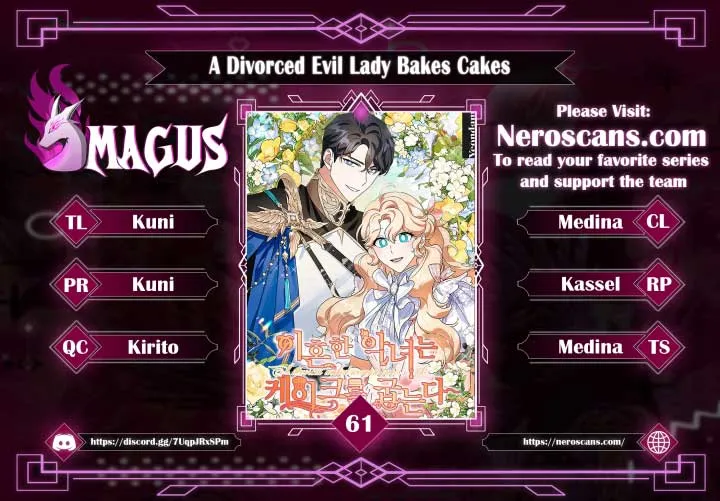 A Divorced Evil Lady Bakes Cakes
MAGUS
Please Visit:
Neroscans.com
To read your favorite series
and support the team
Yeondam
TL Kuni
Medina CL
PR Kuni
Kassel RP
QC Kirito
Medina TS
이혼한 악녀는
케이크를 굽는다
61
https://discord.gg/7UqpJRxSPm
https://neroscans.com/